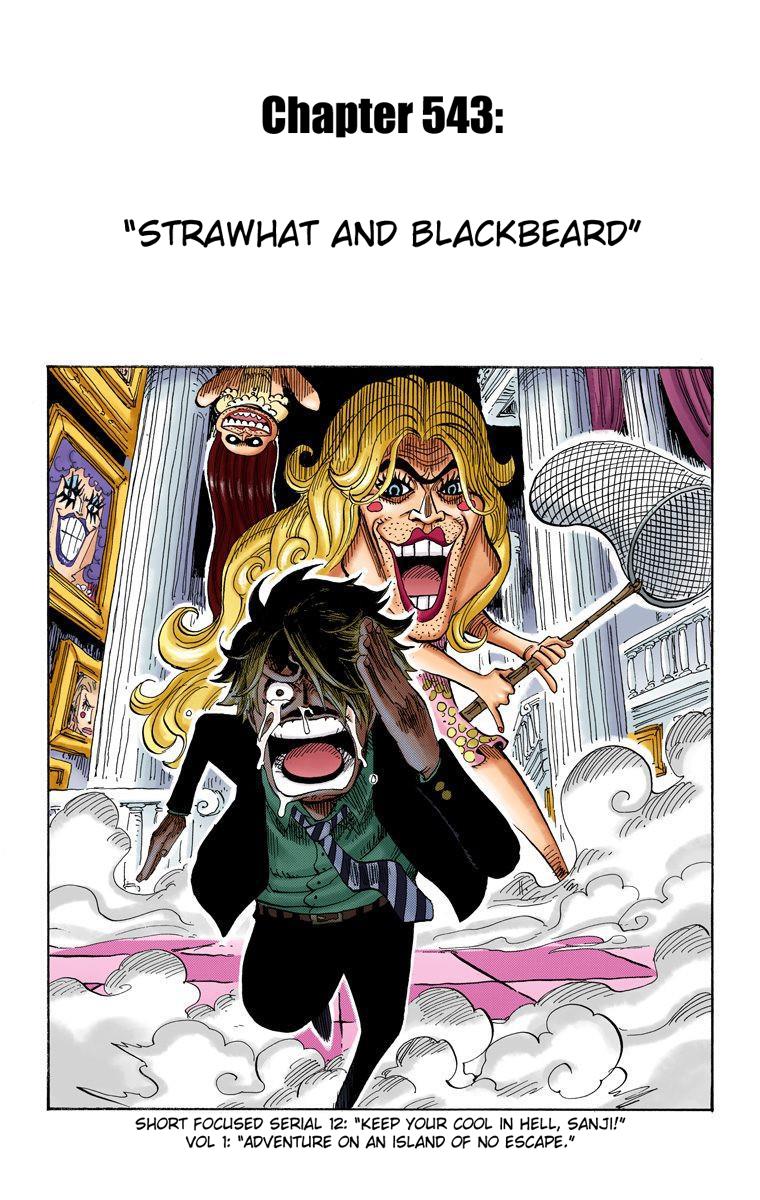 Chapter 543:
"STRAWHAT AND BLACKBEARD"
SHORT FOCUSED SERIAL 12: "KEEP YOUR COOL IN HELL, SANJI!"
VOL 1: "ADVENTURE ON AN ISLAND OF NO ESCAPE."